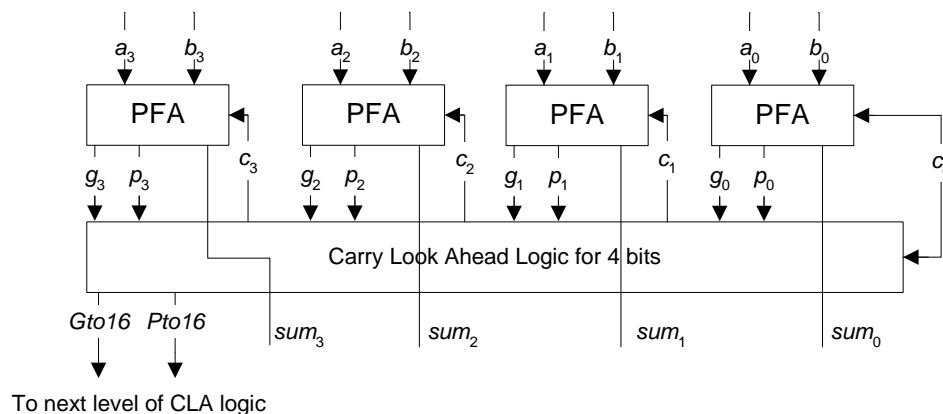 a3 b3 a2 b2 a1 b1 a0 b0
PFA PFA PFA PFA
c3 c2 c1 c
g3 p3 g2 p2 g1 p1 g0 p0
Carry Look Ahead Logic for 4 bits
Gto16 Pto16 sum3 sum2 sum1 sum0
To next level of CLA logic